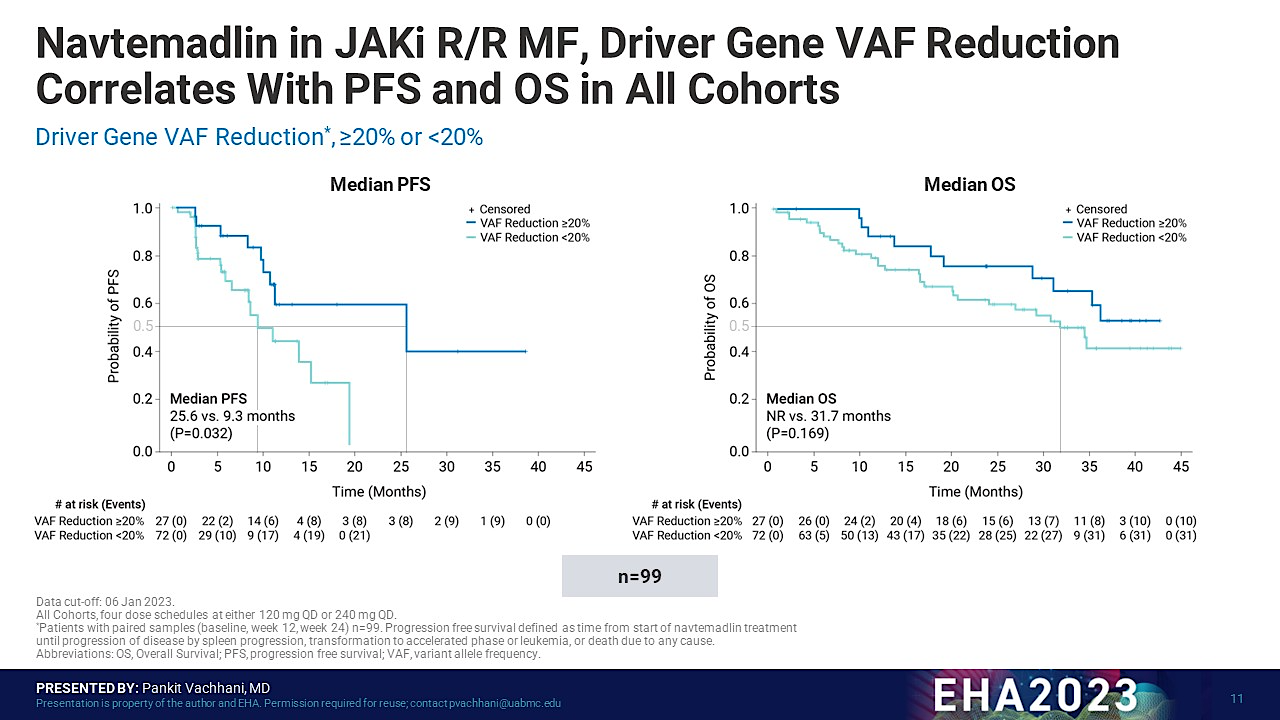 Navtemadlin in JAKi R/R MF, Driver Gene VAF Reduction
Correlates With PFS and OS in All Cohorts
Driver Gene VAF Reduction*, ≥20% or <20%
Median PFS
+ Censored
VAF Reduction ≥20%
VAF Reduction <20%
Probability of PFS
1.0
0.8
0.6
0.5
0.4
0.2
0.0
Median PFS
25.6 vs. 9.3 months
(P=0.032)
0 5 10 15 20 25 30 35 40 45
Time (Months)
# at risk (Events)
VAF Reduction ≥20% 27 (0) 22 (2) 14 (6) 4 (8) 3 (8) 3 (8) 2 (9) 1 (9) 0 (0)
VAF Reduction <20% 72 (0) 29 (10) 9 (17) 4 (19) 0 (21)
Median OS
+ Censored
VAF Reduction ≥20%
VAF Reduction <20%
Probability of OS
1.0
0.8
0.6
0.5
0.4
0.2
0.0
Median OS
NR vs. 31.7 months
(P=0.169)
0 5 10 15 20 25 30 35 40 45
Time (Months)
# at risk (Events)
VAF Reduction ≥20% 27 (0) 26 (0) 24 (2) 20 (4) 18 (6) 15 (6) 13 (7) 11 (8) 3 (10) 0 (10)
VAF Reduction <20% 72 (0) 63 (5) 50 (13) 43 (17) 35 (22) 28 (25) 22 (27) 9 (31) 6 (31) 0 (31)
n=99
Data cut-off: 06 Jan 2023.
All Cohorts, four dose schedules at either 120 mg QD or 240 mg QD.
*Patients with paired samples (baseline, week 12, week 24) n=99. Progression free survival defined as time from start of navtemadlin treatment
until progression of disease by spleen progression, transformation to accelerated phase or leukemia, or death due to any cause.
Abbreviations: OS, Overall Survival; PFS, progression free survival; VAF, variant allele frequency.
PRESENTED BY: Pankit Vachhani, MD
Presentation is property of the author and EHA. Permission required for reuse; contact pvachhani@uabmc.edu
EHA2023
11